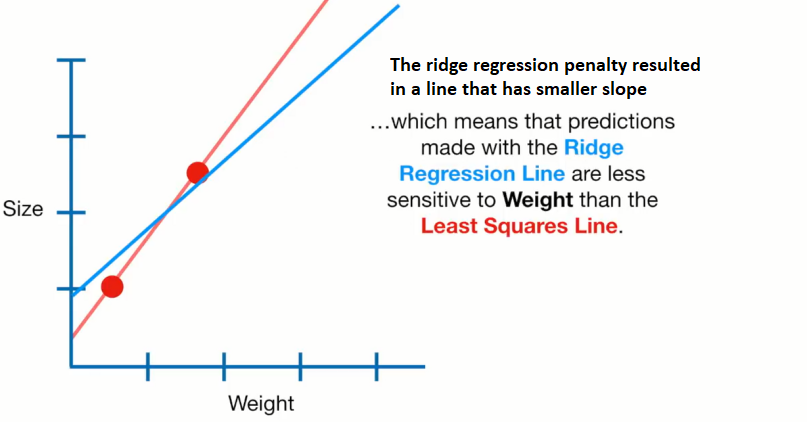 The ridge regression penalty resulted
in a line that has smaller slope
…which means that predictions
made with the Ridge
Regression Line are less
sensitive to Weight than the
Least Squares Line.
Size
Weight